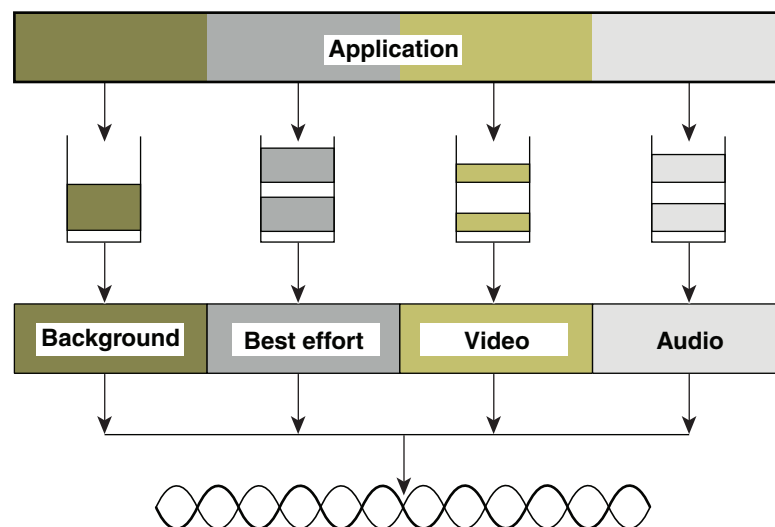 Application
Background
Best effort
Video
Audio